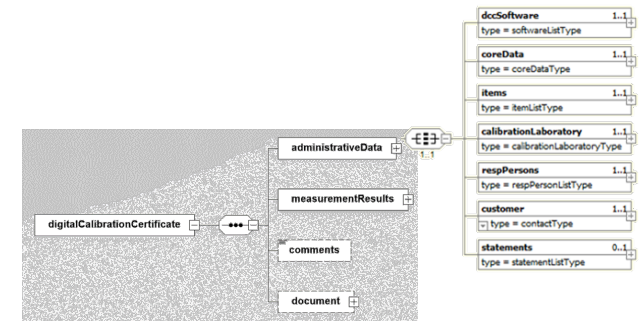 dccSoftware 1..1
type = softwareListType
coreData 1..1
type = coreDataType
items 1..1
type = itemListType
administrativeData
1..1
calibrationLaboratory 1..1
type = calibrationLaboratoryType
respPersons 1..1
type = respPersonListType
measurementResults
customer 1..1
type = contactType
digitalCalibrationCertificate
comments
statements 0..1
type = statementListType
document